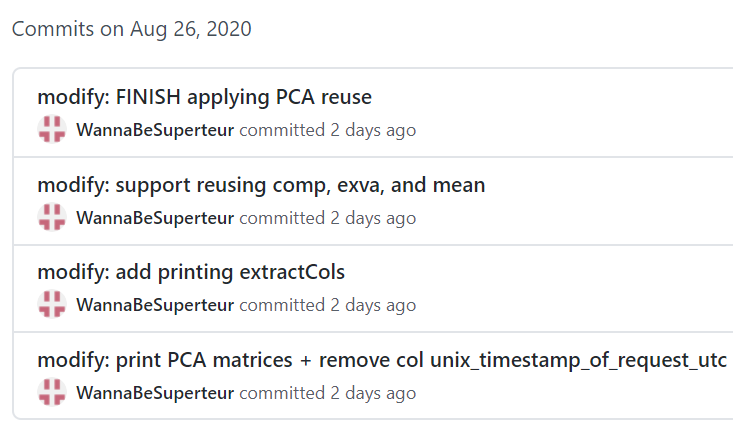 Commits on Aug 26, 2020
modify: FINISH applying PCA reuse
WannaBeSuperteur committed 2 days ago
modify: support reusing comp, exva, and mean
WannaBeSuperteur committed 2 days ago
modify: add printing extractCols
WannaBeSuperteur committed 2 days ago
modify: print PCA matrices + remove col unix_timestamp_of_request_utc
WannaBeSuperteur committed 2 days ago